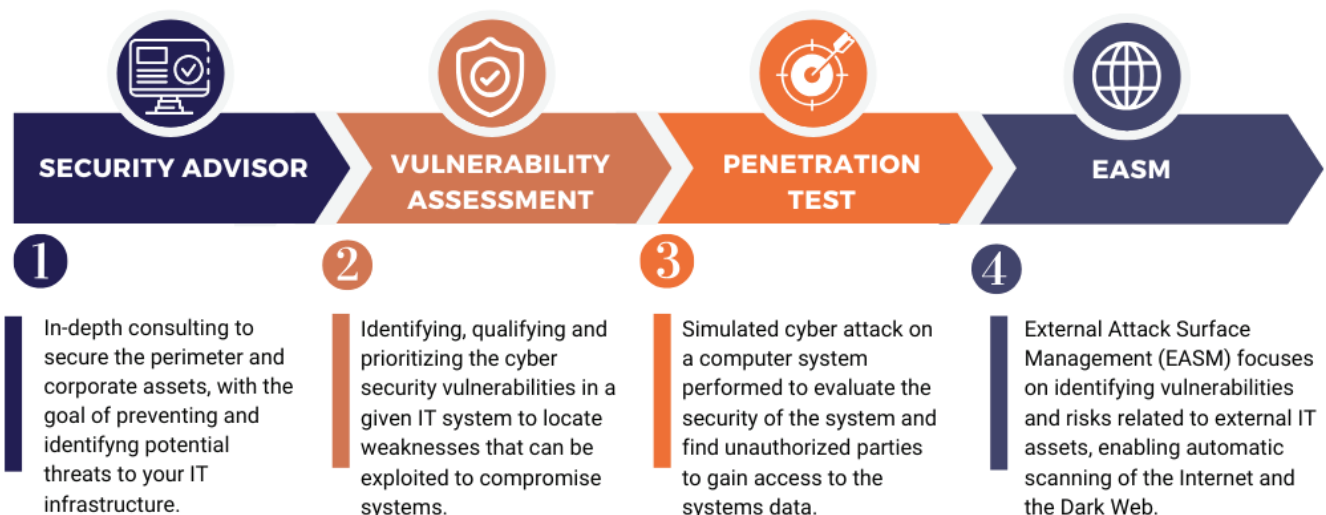 SECURITY ADVISOR
VULNERABILITY
ASSESSMENT
PENETRATION
TEST
EASM
1
In-depth consulting to
secure the perimeter and
corporate assets, with the
goal of preventing and
identifyng potential
threats to your IT
infrastructure.
2
Identifying, qualifying and
prioritizing the cyber
security vulnerabilities in a
given IT system to locate
weaknesses that can be
exploited to compromise
systems.
3
Simulated cyber attack on
a computer system
performed to evaluate the
security of the system and
find unauthorized parties
to gain access to the
systems data.
4
External Attack Surface
Management (EASM) focuses
on identifying vulnerabilities
and risks related to external IT
assets, enabling automatic
scanning of the Internet and
the Dark Web.